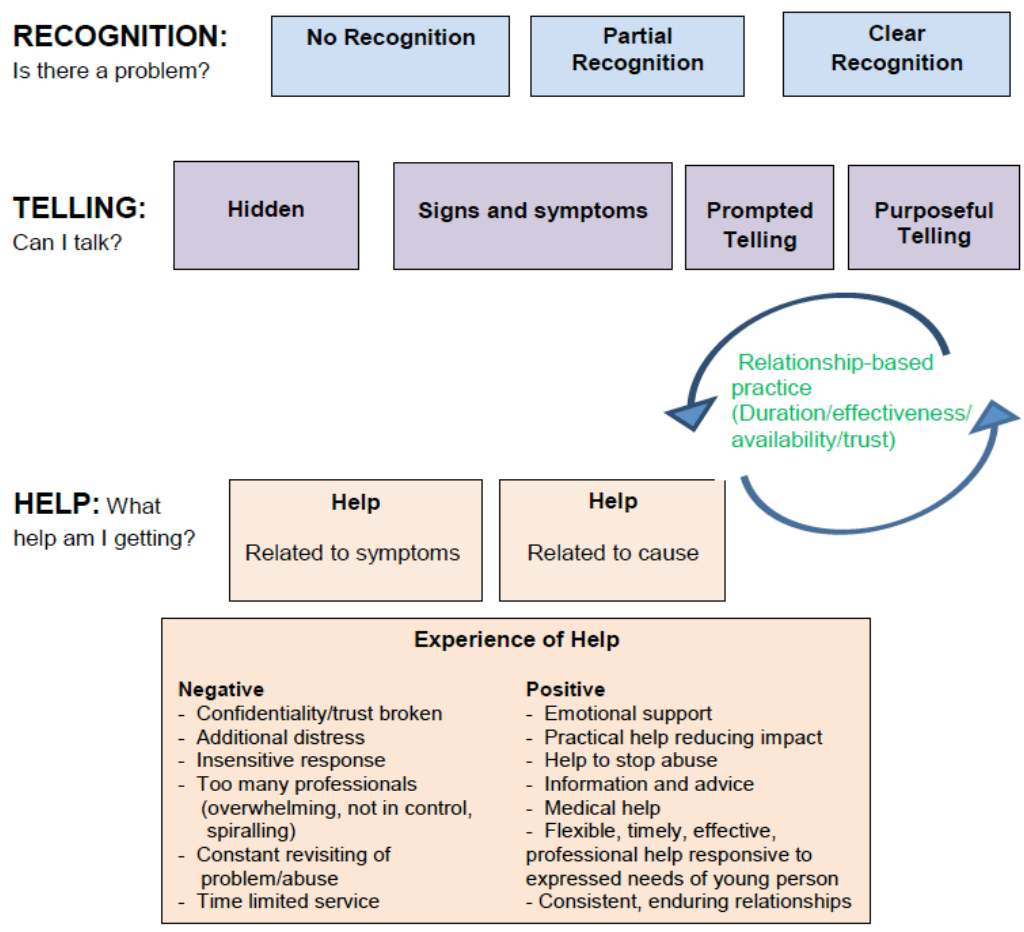 RECOGNITION:
Is there a problem?
No Recognition
Partial
Recognition
Clear
Recognition
TELLING:
Can I talk?
Hidden
Signs and symptoms
Prompted
Telling
Purposeful
Telling
Relationship-based
practice
(Duration/effectiveness/
availability/trust)
HELP: What
help am I getting?
Help
Related to symptoms
Help
Related to cause
Experience of Help
Negative
- Confidentiality/trust broken
- Additional distress
- Insensitive response
- Too many professionals
(overwhelming, not in control,
spiralling)
- Constant revisiting of
problem/abuse
- Time limited service
Positive
- Emotional support
- Practical help reducing impact
- Help to stop abuse
- Information and advice
- Medical help
- Flexible, timely, effective,
professional help responsive to
expressed needs of young person
- Consistent, enduring relationships